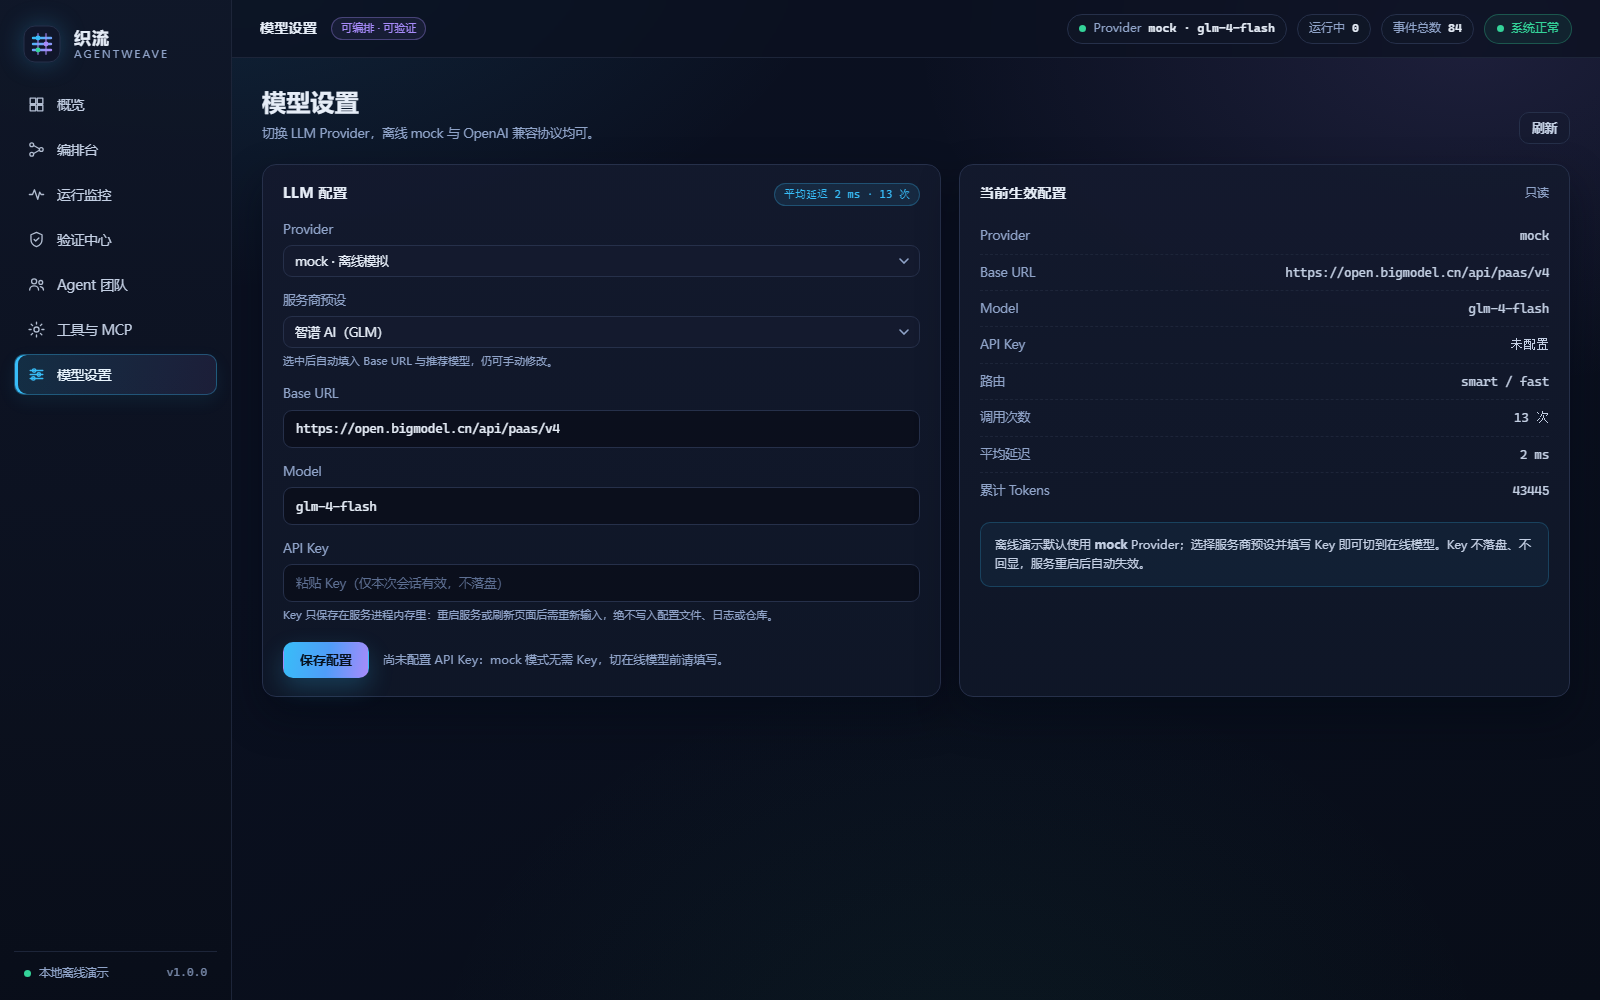 织流
AGENTWEAVE
概览
编排台
运行监控
验证中心
Agent 团队
工具与 MCP
模型设置
本地离线演示
v1.0.0
模型设置
可编排 · 可验证
Provider mock · glm-4-flash
运行中 0
事件总数 84
系统正常
模型设置
切换 LLM Provider，离线 mock 与 OpenAI 兼容协议均可。
刷新
LLM 配置
平均延迟 2 ms · 13 次
Provider
mock · 离线模拟
服务商预设
智谱 AI（GLM）
选中后自动填入 Base URL 与推荐模型，仍可手动修改。
Base URL
https://open.bigmodel.cn/api/paas/v4
Model
glm-4-flash
API Key
粘贴 Key（仅本次会话有效，不落盘）
Key 只保存在服务进程内存里：重启服务或刷新页面后需重新输入，绝不写入配置文件、日志或仓库。
保存配置
尚未配置 API Key：mock 模式无需 Key，切在线模型前请填写。
当前生效配置
只读
Provider
mock
Base URL
https://open.bigmodel.cn/api/paas/v4
Model
glm-4-flash
API Key
未配置
路由
smart / fast
调用次数
13 次
平均延迟
2 ms
累计 Tokens
43445
离线演示默认使用 mock Provider；选择服务商预设并填写 Key 即可切到在线模型。Key 不落盘、不
回显，服务重启后自动失效。